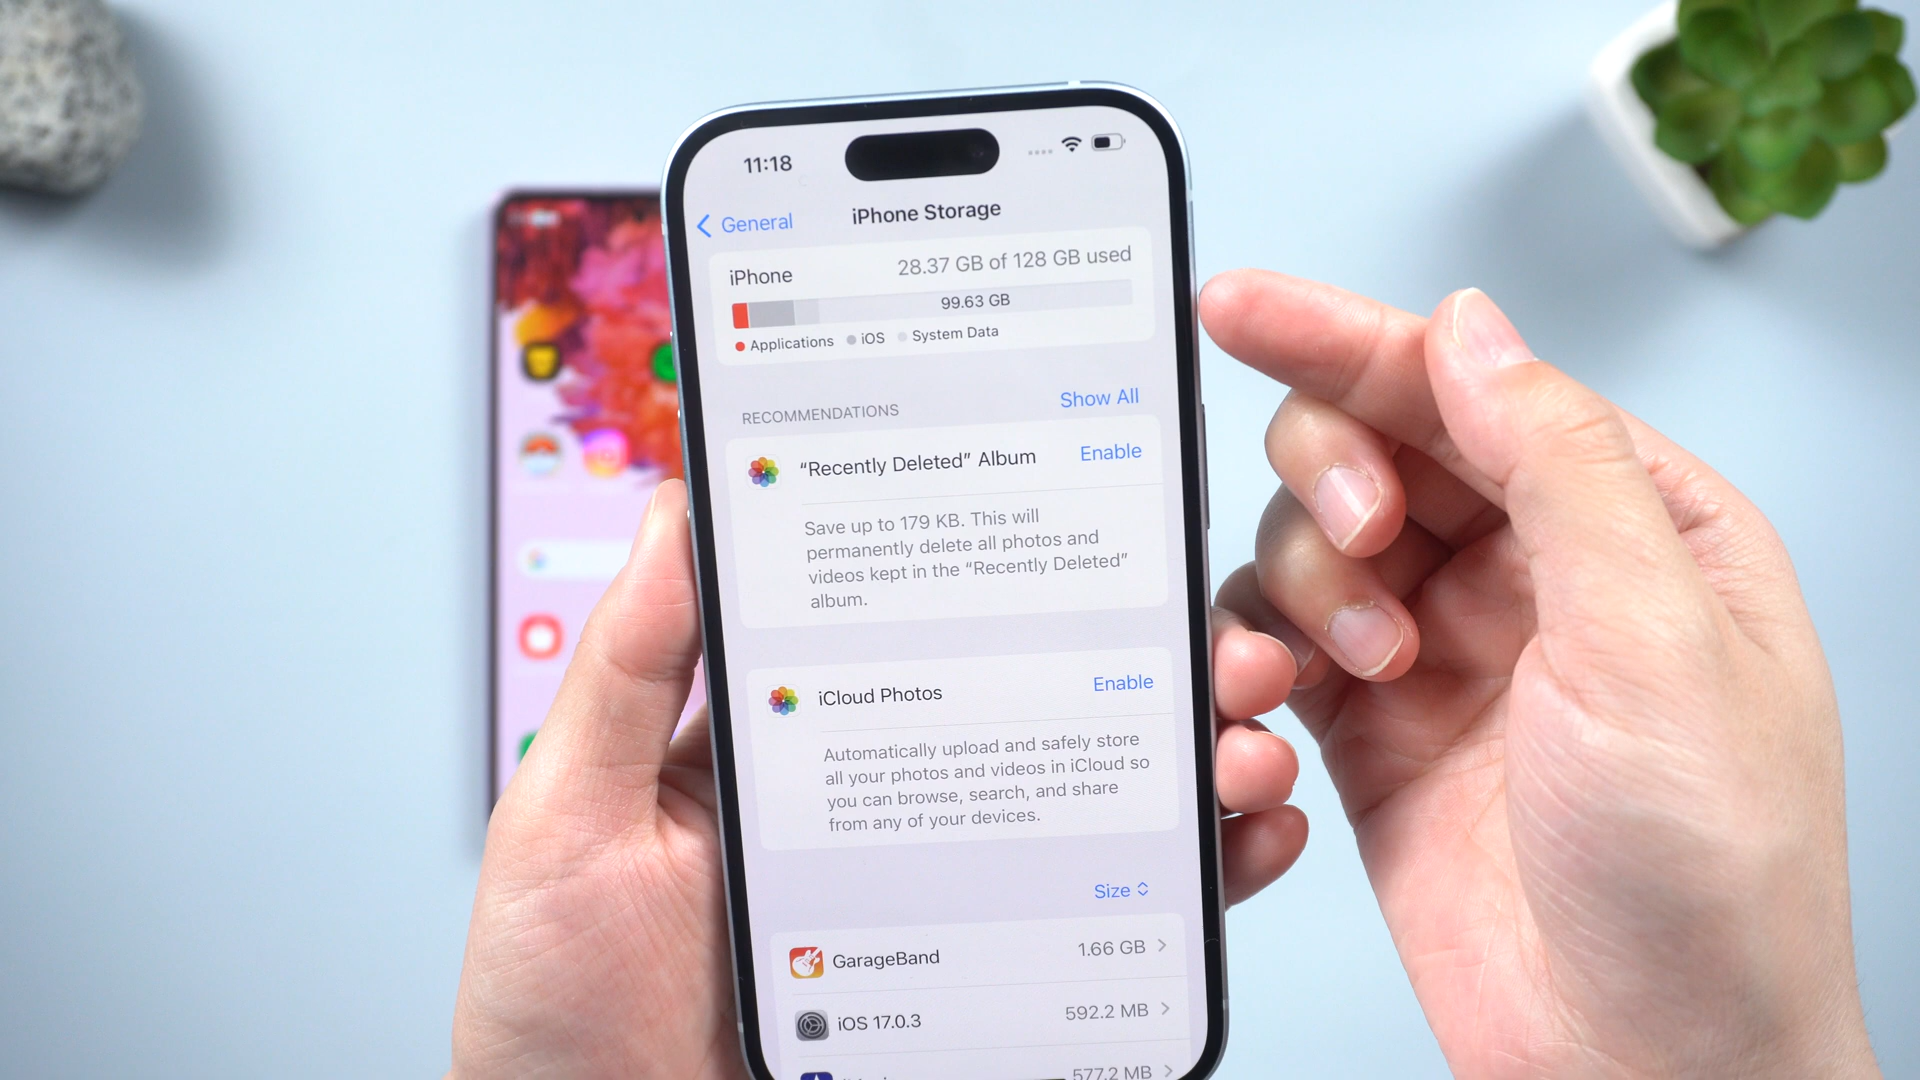 11:18
General
iPhone Storage
iPhone
28.37 GB of 128 GB used
99.63 GB
Applications iOS System Data
RECOMMENDATIONS
Show All
“Recently Deleted” Album
Enable
Save up to 179 KB. This will
permanently delete all photos and
videos kept in the “Recently Deleted”
album.
iCloud Photos
Enable
Automatically upload and safely store
all your photos and videos in iCloud so
you can browse, search, and share
from any of your devices.
Size
GarageBand
1.66 GB
iOS 17.0.3
592.2 MB
577.2 MB